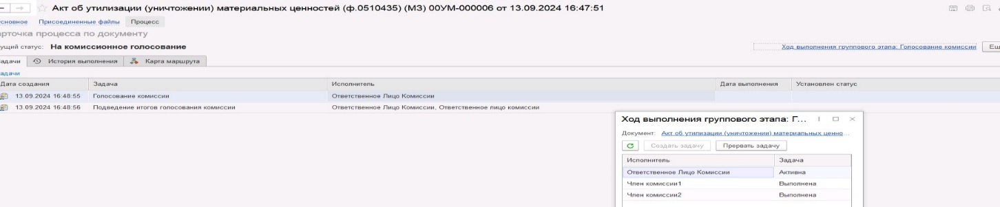 Акт об утилизации (уничтожении) материальных ценностей (ф.0510435) (МЗ) 00УМ-000006 от 13.09.2024 16:47:51
сновное Присоединенные файлы Процесс
арточка процесса по документу
ущий статус: На комиссионное голосование Ход выполнения группового этапа: Голосование комиссии Ещ
адачи История выполнения Карта маршрута
адачи
Дата создания Задача Исполнитель Дата выполнения Установлен статус
13.09.2024 16:48:55 Голосование комиссии Ответственное Лицо Комиссии
13.09.2024 16:48:56 Подведение итогов голосования комиссии Ответственное Лицо Комиссии, Ответственное лицо комиссии
Ход выполнения группового этапа: Г...
Документ: Акт об утилизации (уничтожении) материальных ценно...
Создать задачу Прервать задачу
Исполнитель Задача
Ответственное Лицо Комиссии Активна
Член комиссии1 Выполнена
Член комиссии2 Выполнена